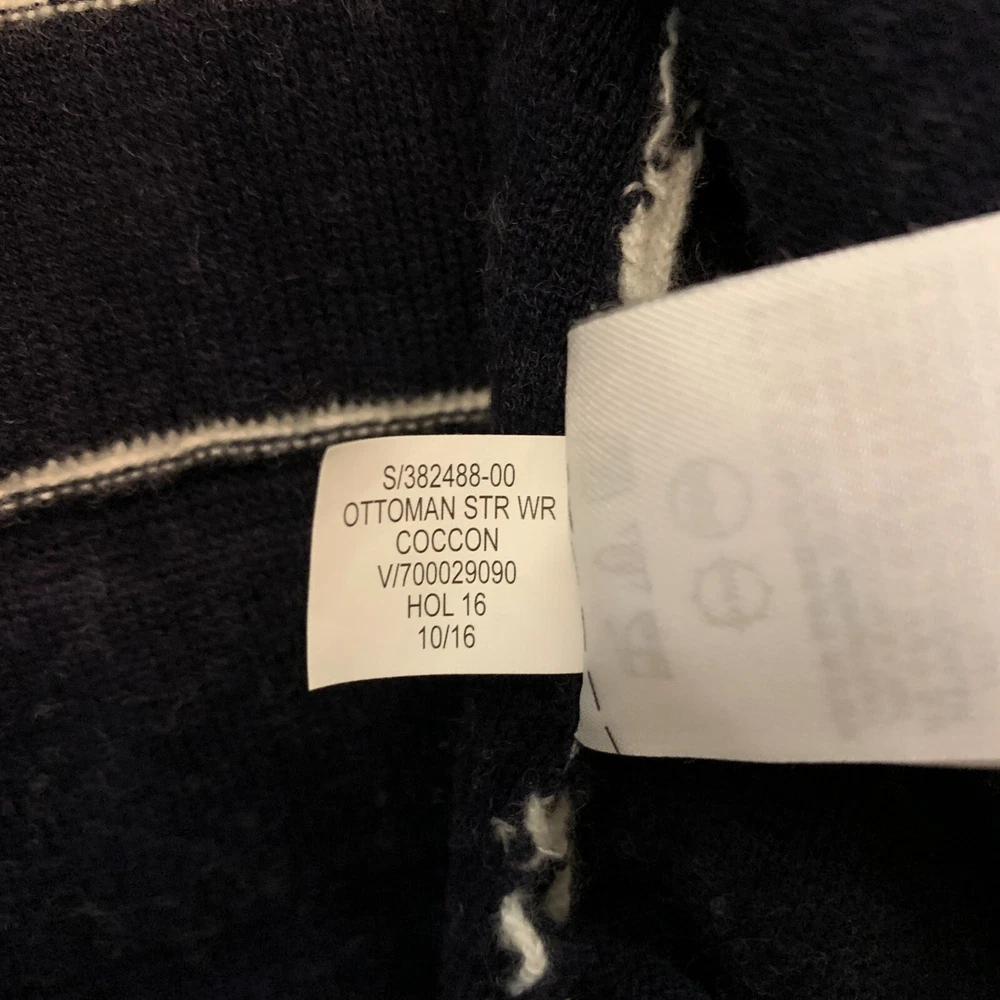 S/382488-00
OTTOMAN STR WR
COCCON
V/700029090
HOL 16
10/16